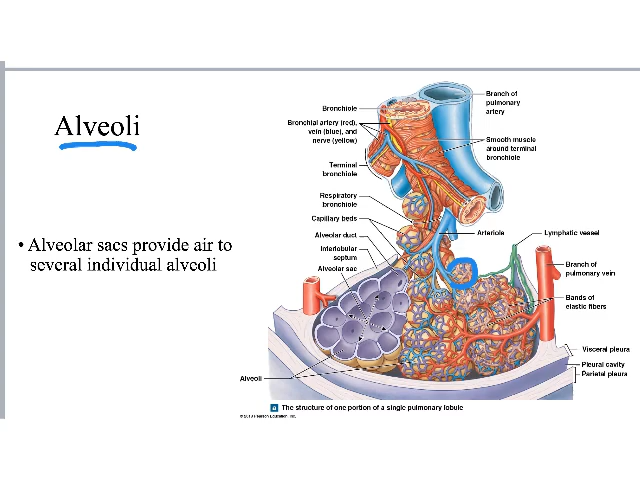 Alveoli
• Alveolar sacs provide air to
several individual alveoli
Bronchiole
Bronchial artery (red),
vein (blue), and
nerve (yellow)
Terminal
bronchiole
Respiratory
bronchiole
Capillary beds
Alveolar duct
Interlobular
septum
Alveolar sac
Alveoli
Branch of
pulmonary
artery
Smooth muscle
around terminal
bronchiole
Arteriole
Lymphatic vessel
Branch of
pulmonary vein
Bands of
elastic fibers
Visceral pleura
Pleural cavity
Parietal pleura
a The structure of one portion of a single pulmonary lobule